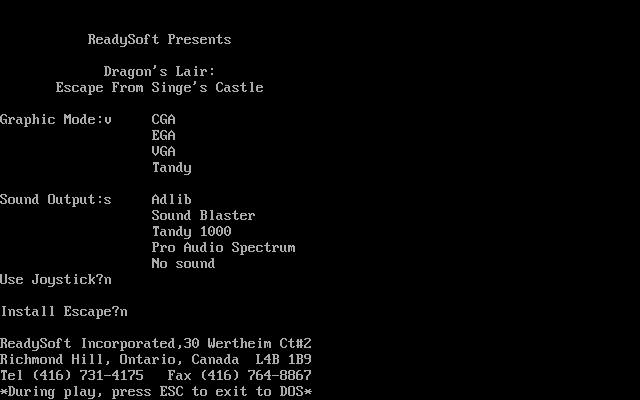 ReadySoft Presents
Dragon's Lair:
Escape From Singe's Castle
Graphic Mode:v CGA
EGA
VGA
Tandy
Sound Output:s Adlib
Sound Blaster
Tandy 1000
Pro Audio Spectrum
No sound
Use Joystick?n
Install Escape?n
ReadySoft Incorporated,30 Wertheim Ct#2
Richmond Hill, Ontario, Canada L4B 1B9
Tel (416) 731-4175 Fax (416) 764-8867
*During play, press ESC to exit to DOS*